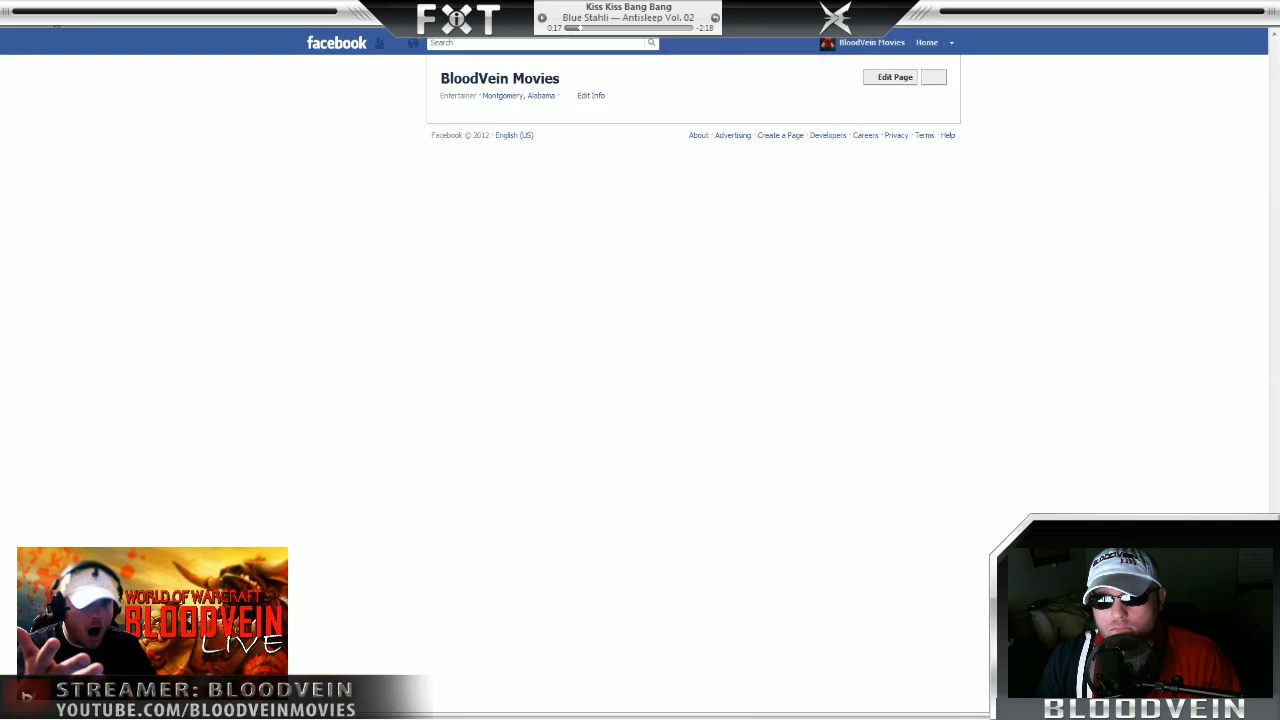 FXT
Kiss Kiss Bang Bang
Blue Stahli — Antisleep Vol. 02
0:17 -2:18
facebook
Search
BloodVein Movies Home
BloodVein Movies
Edit Page
Entertainer · Montgomery, Alabama · Edit Info
Facebook © 2012 · English (US)
About · Advertising · Create a Page · Developers · Careers · Privacy · Terms · Help
WORLD OF WARCRAFT
BLOODVEIN
LIVE
BLOODVEIN
LIVE
STREAMER: BLOODVEIN
YOUTUBE.COM/BLOODVEINMOVIES
BLOODVEIN